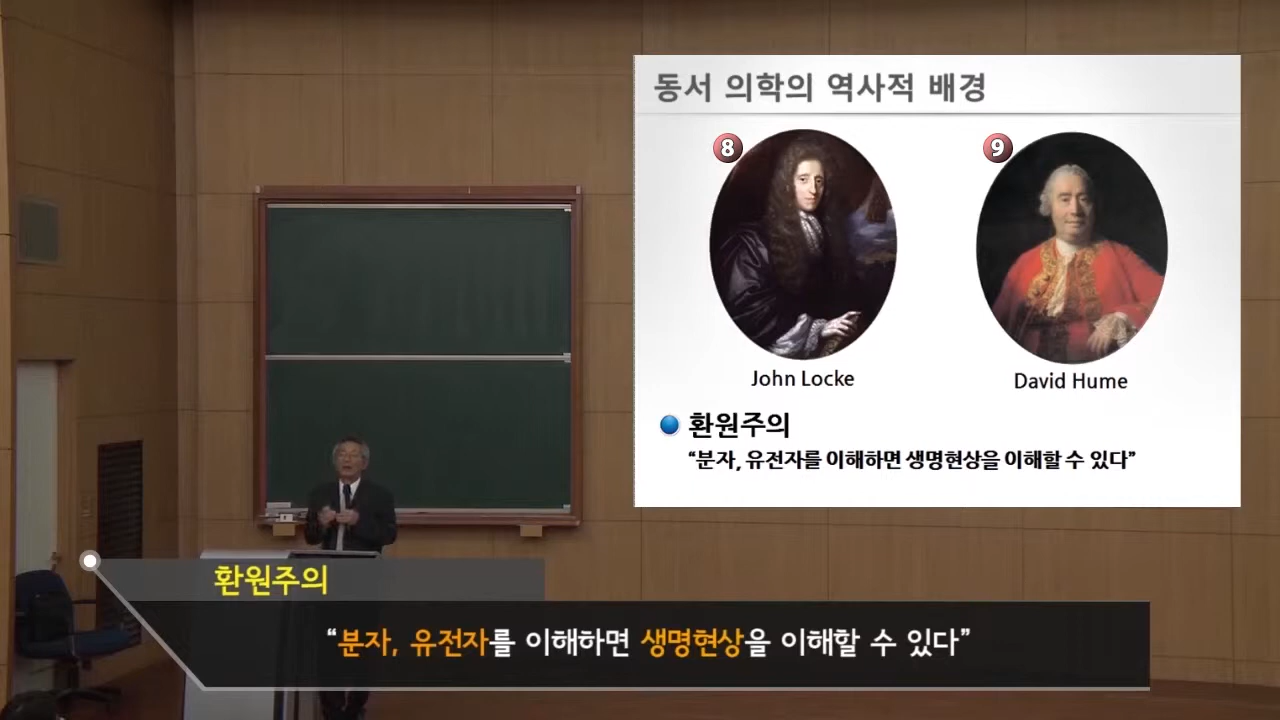 동서 의학의 역사적 배경
8
9
John Locke
David Hume
환원주의
“분자, 유전자를 이해하면 생명현상을 이해할 수 있다”
환원주의
“분자, 유전자를 이해하면 생명현상을 이해할 수 있다”